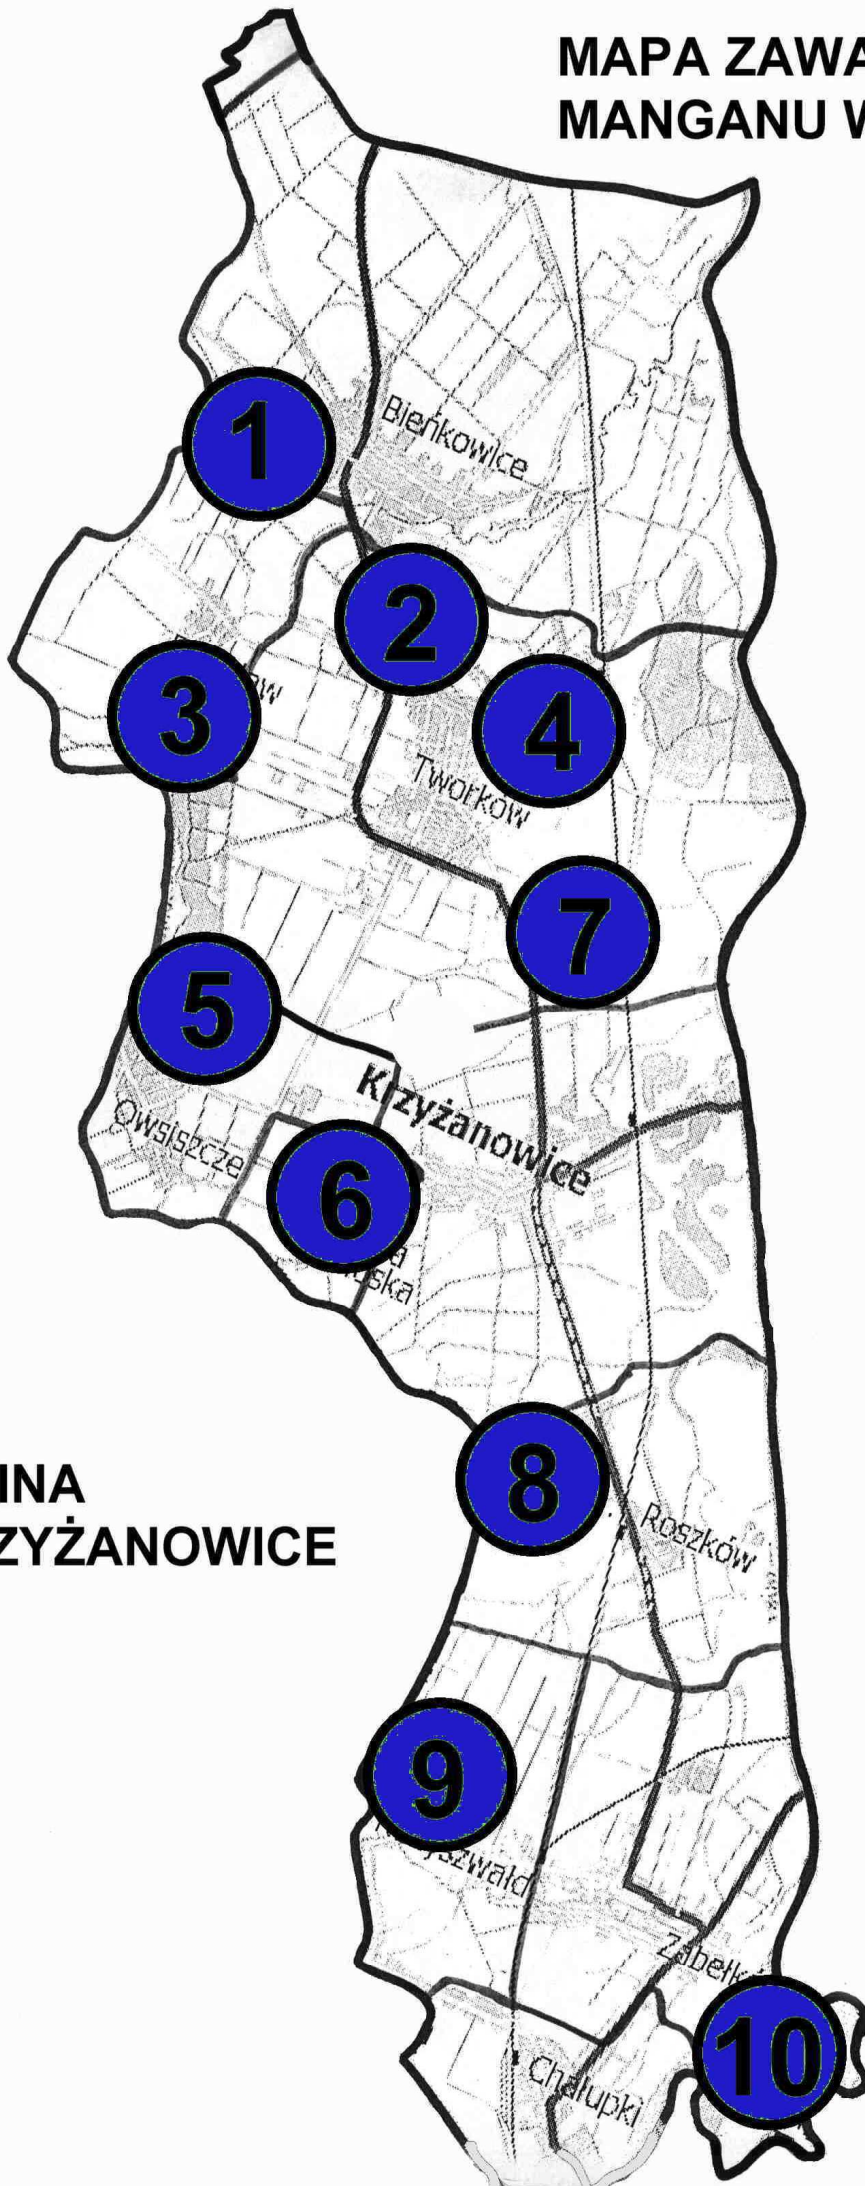 MAPA ZAWA
MANGANU W
1
Bieńkowice
2
3
4
Tworków
7
5
Krzyżanowice
Owsiszcze
6
8
INA
ZYŻANOWICE
Roszków
9
10
Chałupki